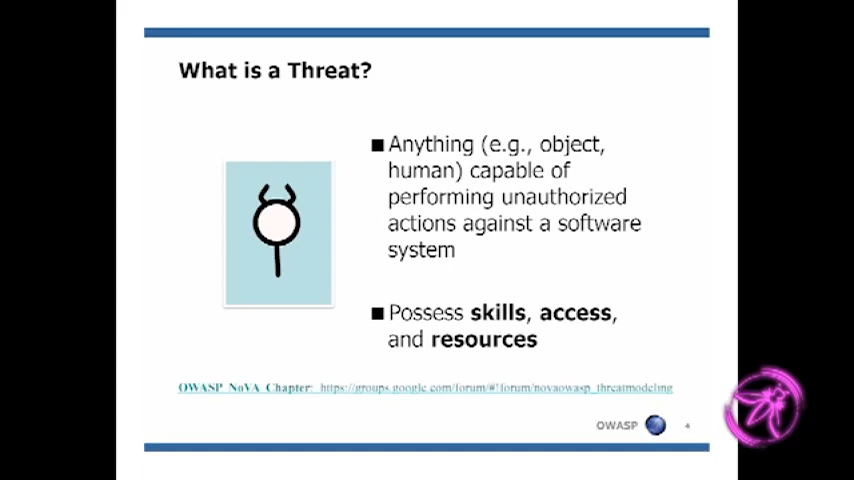 What is a Threat?
■ Anything (e.g., object,
human) capable of
performing unauthorized
actions against a software
system
■ Possess skills, access,
and resources
OWASP NoVA Chapter: https://groups.google.com/forum/#!forum/novaowasp_threatmodeling
OWASP 4